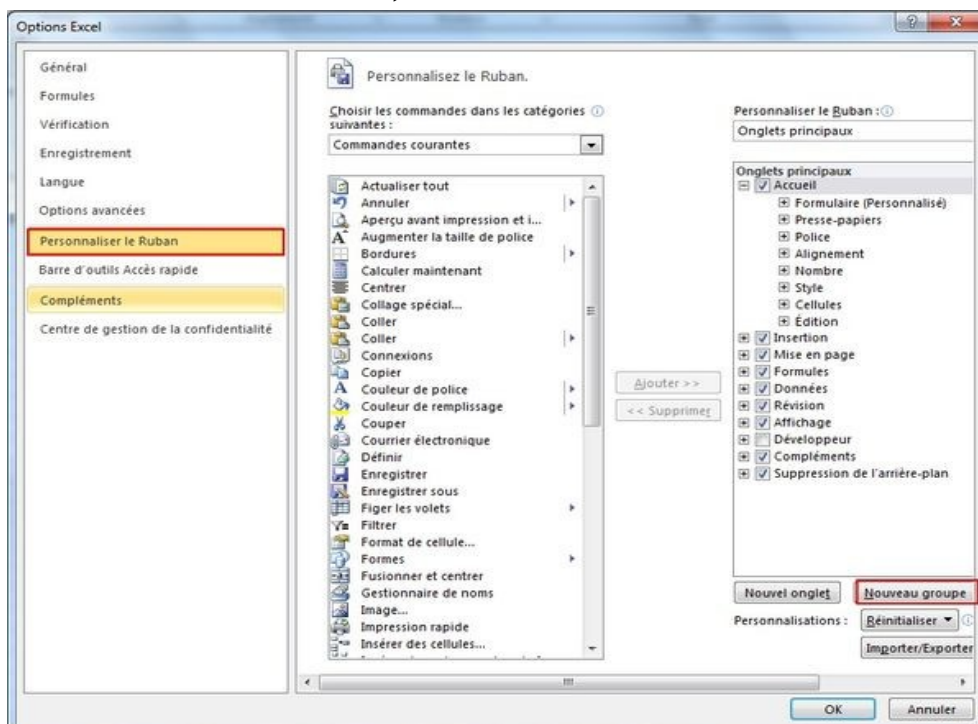 Options Excel
Général
Formules
Vérification
Enregistrement
Langue
Options avancées
Personnaliser le Ruban
Barre d'outils Accès rapide
Compléments
Centre de gestion de la confidentialité
Personnalisez le Ruban.
Choisir les commandes dans les catégories
suivantes :
Commandes courantes
Actualiser tout
Annuler
Aperçu avant impression et i...
Augmenter la taille de police
Bordures
Calculer maintenant
Centrer
Collage spécial...
Coller
Coller
Connexions
Copier
Couleur de police
Couleur de remplissage
Couper
Courrier électronique
Définir
Enregistrer
Enregistrer sous
Figer les volets
Filtrer
Format de cellule...
Formes
Fusionner et centrer
Gestionnaire de noms
Image...
Impression rapide
Insérer des cellules...
Ajouter >>
<< Supprimer
Personnaliser le Ruban :
Onglets principaux
Onglets principaux
Accueil
Formulaire (Personnalisé)
Presse-papiers
Police
Alignement
Nombre
Style
Cellules
Édition
Insertion
Mise en page
Formules
Données
Révision
Affichage
Développeur
Compléments
Suppression de l'arrière-plan
Nouvel onglet
Nouveau groupe
Personnalisations :
Réinitialiser
Importer/Exporter
OK
Annuler